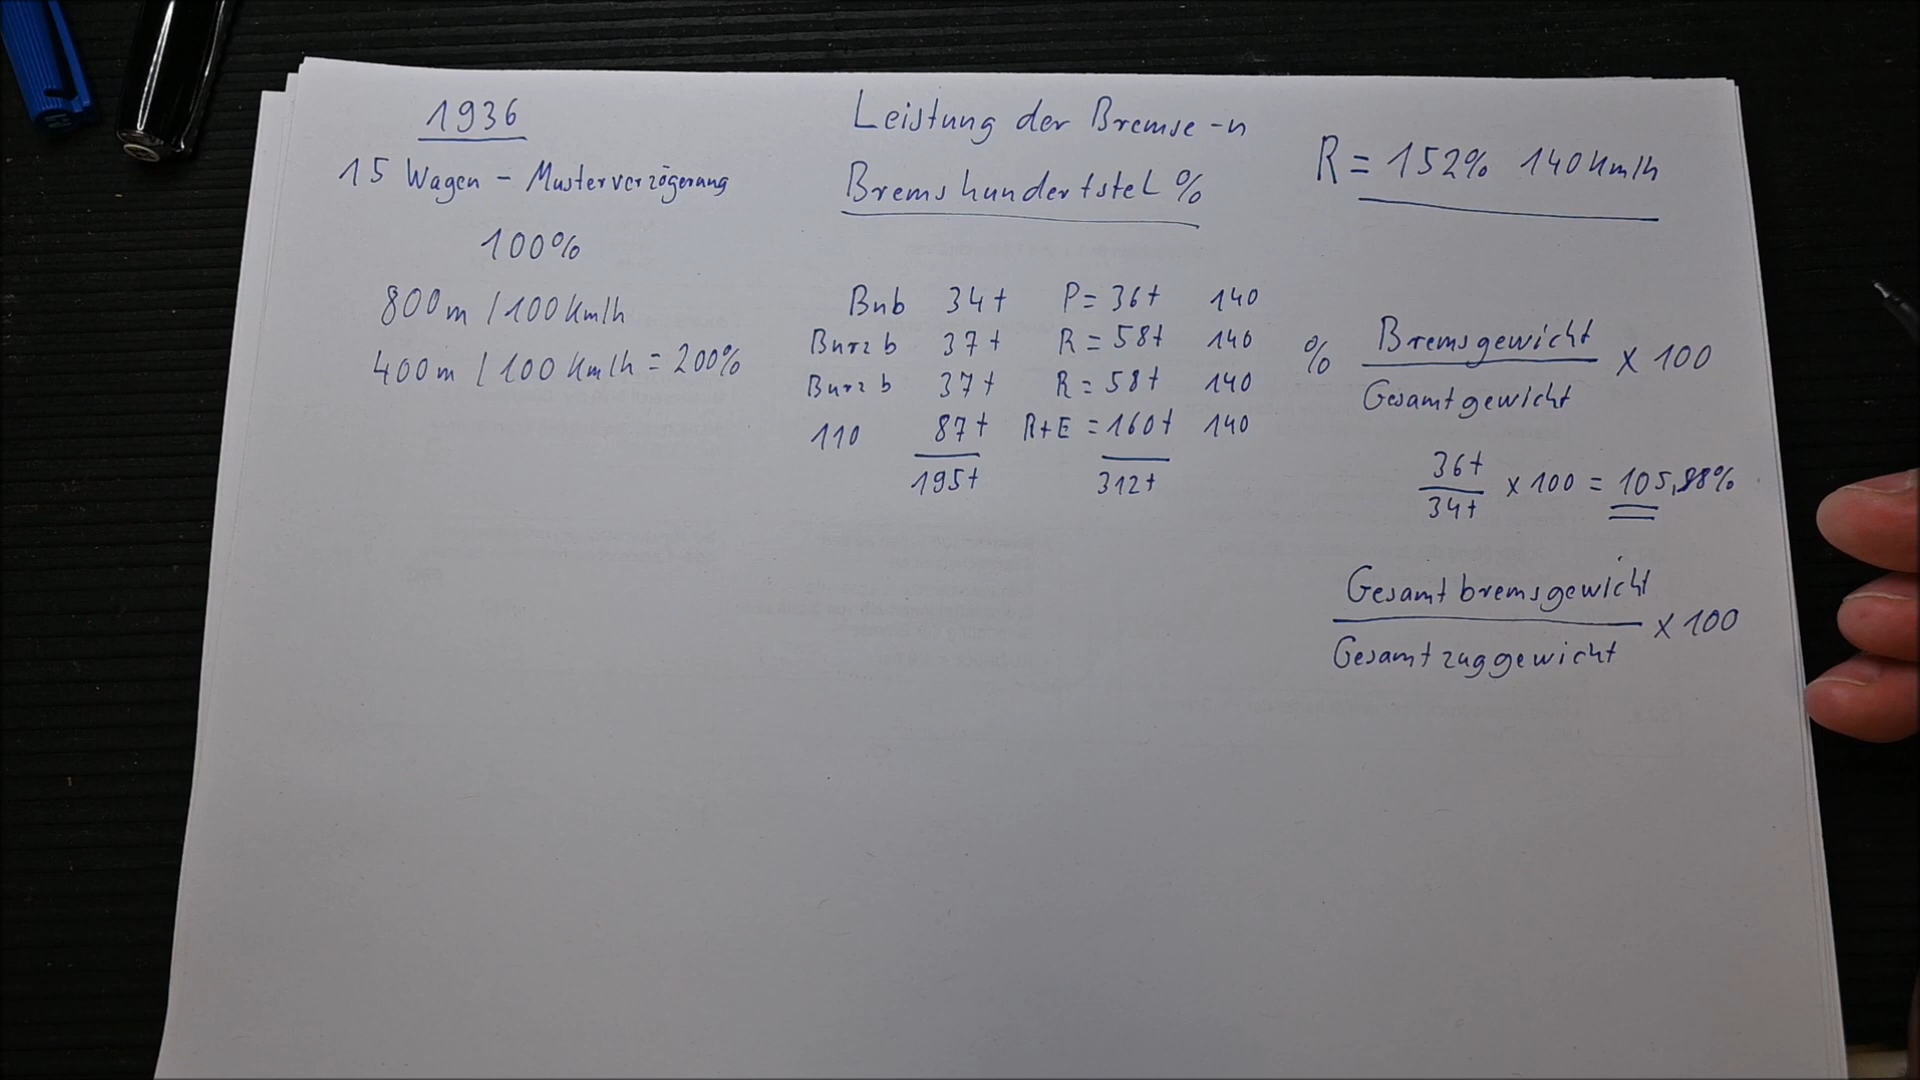 1936
15 Wagen - Musterverzögerung
100%
800m / 100 Km/h
400m / 100 Km/h = 200%
Leistung der Bremse -n
Bremshundertstel %
Bnb 34t P= 36t 140
Burz b 37t R= 58t 140
Burz b 37t R= 58t 140
110 87t R+E = 160t 140
195t 312t
R= 152% 140 Km/h
% Bremsgewicht
Gesamtgewicht
x 100
36t
34t
x 100 = 105,88%
Gesamtbremsgewicht
Gesamtzuggewicht
x 100